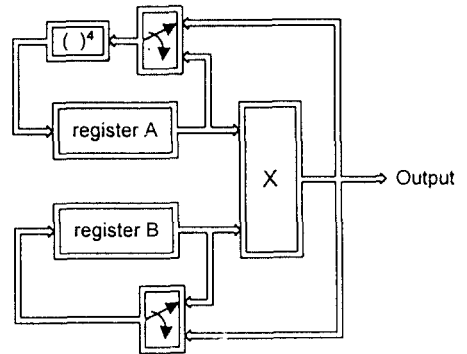 ( )⁴
register A
X
Output
register B